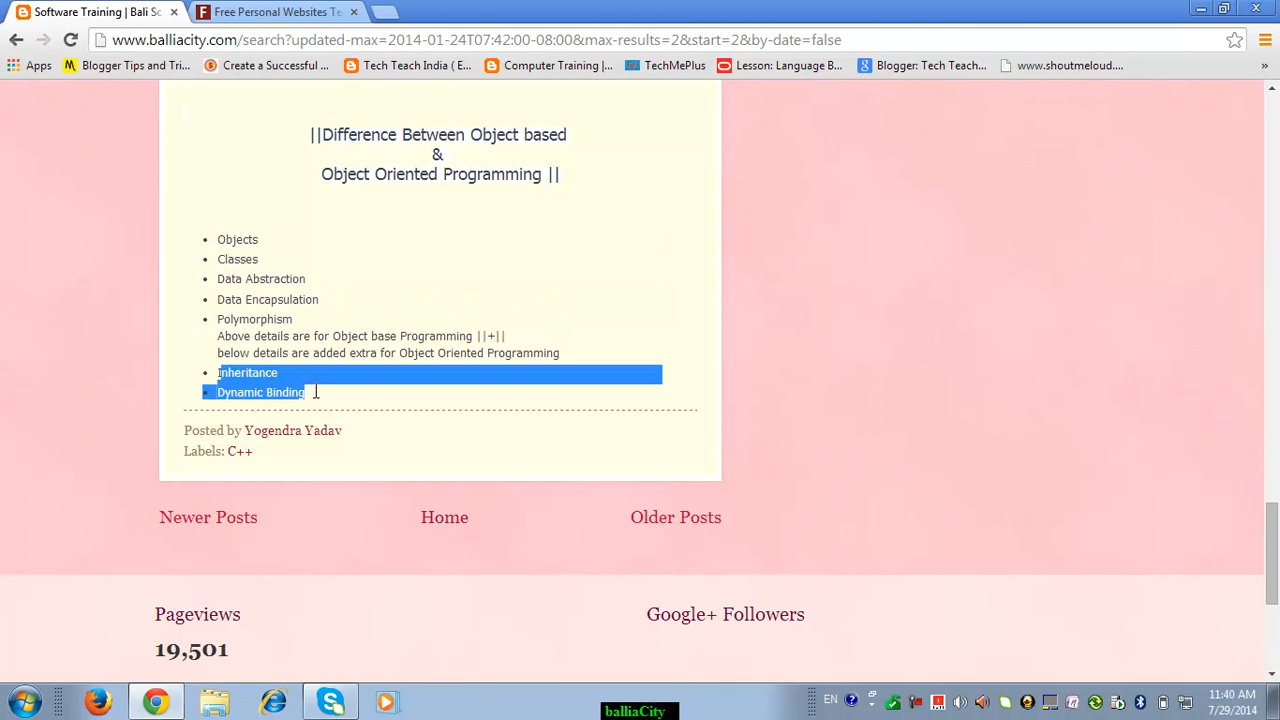 Software Training | Bali Sc
Free Personal Websites Te
www.balliacity.com/search?updated-max=2014-01-24T07:42:00-08:00&max-results=2&start=2&by-date=false
Apps
Blogger Tips and Tri...
Create a Successful ...
Tech Teach India ( E...
Computer Training |...
TechMePlus
Lesson: Language B...
Blogger: Tech Teach...
www.shoutmeloud....
»
||Difference Between Object based
&
Object Oriented Programming ||
• Objects
• Classes
• Data Abstraction
• Data Encapsulation
• Polymorphism
Above details are for Object base Programming ||+||
below details are added extra for Object Oriented Programming
• Inheritance
• Dynamic Binding
Posted by Yogendra Yadav
Labels: C++
Newer Posts
Home
Older Posts
Pageviews
Google+ Followers
19,501
EN
11:40 AM
7/29/2014
balliaCity